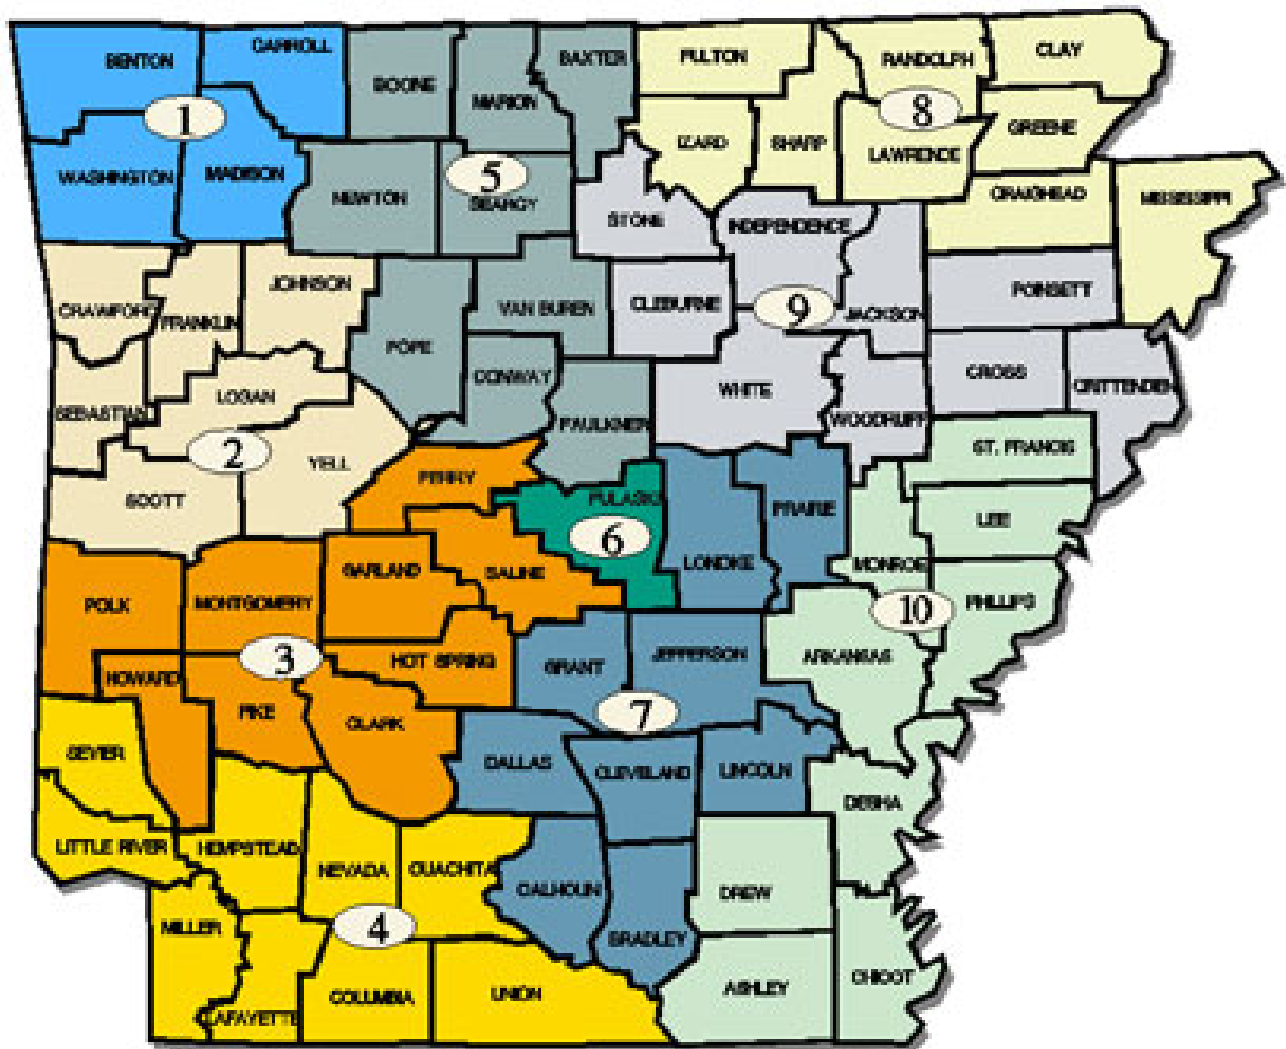 BENTON
CARROLL
BOONE
MARION
BAXTER
FULTON
RANDOLPH
CLAY
1
8
IZARD
SHARP
LAWRENCE
GREENE
WASHINGTON
MADISON
NEWTON
5
SEARCY
STONE
INDEPENDENCE
CRAIGHEAD
MISSISSIPPI
CRAWFORD
FRANKLIN
JOHNSON
POPE
VAN BUREN
CLEBURNE
9
JACKSON
POINSETT
SEBASTIAN
LOGAN
CONWAY
WHITE
CROSS
CRITTENDEN
2
YELL
FAULKNER
WOODRUFF
ST. FRANCIS
SCOTT
PERRY
PULASKI
PRAIRIE
LEE
6
POLK
MONTGOMERY
GARLAND
SALINE
LONOKE
MONROE
10
PHILLIPS
3
HOWARD
HOT SPRING
GRANT
JEFFERSON
ARKANSAS
PIKE
CLARK
7
SEVIER
DALLAS
CLEVELAND
LINCOLN
DESHA
LITTLE RIVER
HEMPSTEAD
NEVADA
OUACHITA
CALHOUN
DREW
MILLER
4
BRADLEY
LAFAYETTE
COLUMBIA
UNION
ASHLEY
CHICOT